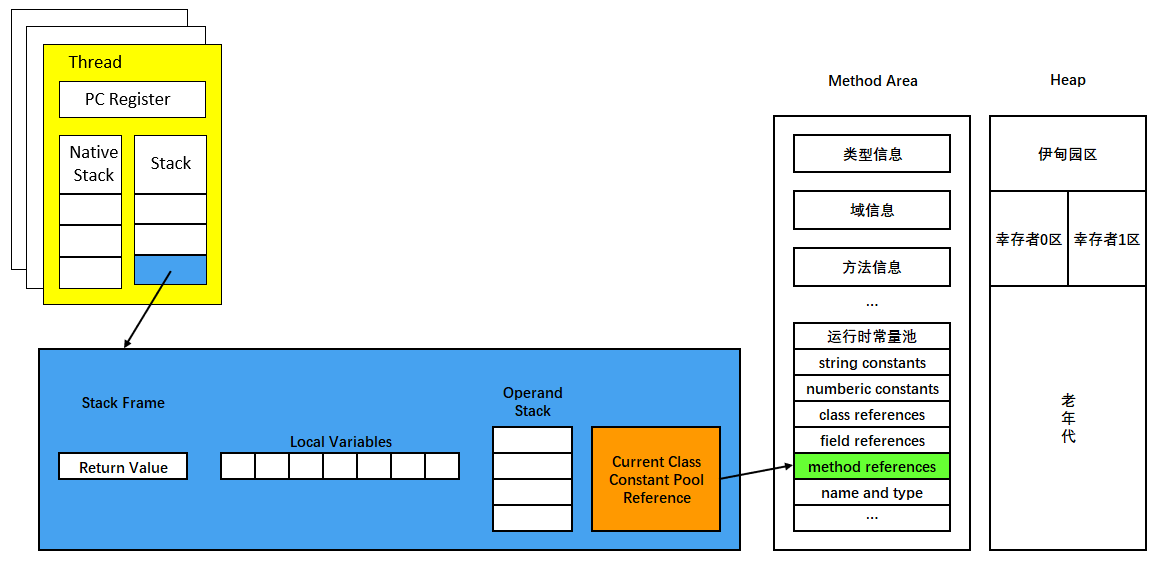 Thread
PC Register
Native
Stack
Stack
Stack Frame
Return Value
Local Variables
Operand
Stack
Current Class
Constant Pool
Reference
Method Area
类型信息
域信息
方法信息
...
运行时常量池
string constants
numberic constants
class references
field references
method references
name and type
...
Heap
伊甸园区
幸存者0区
幸存者1区
老
年
代